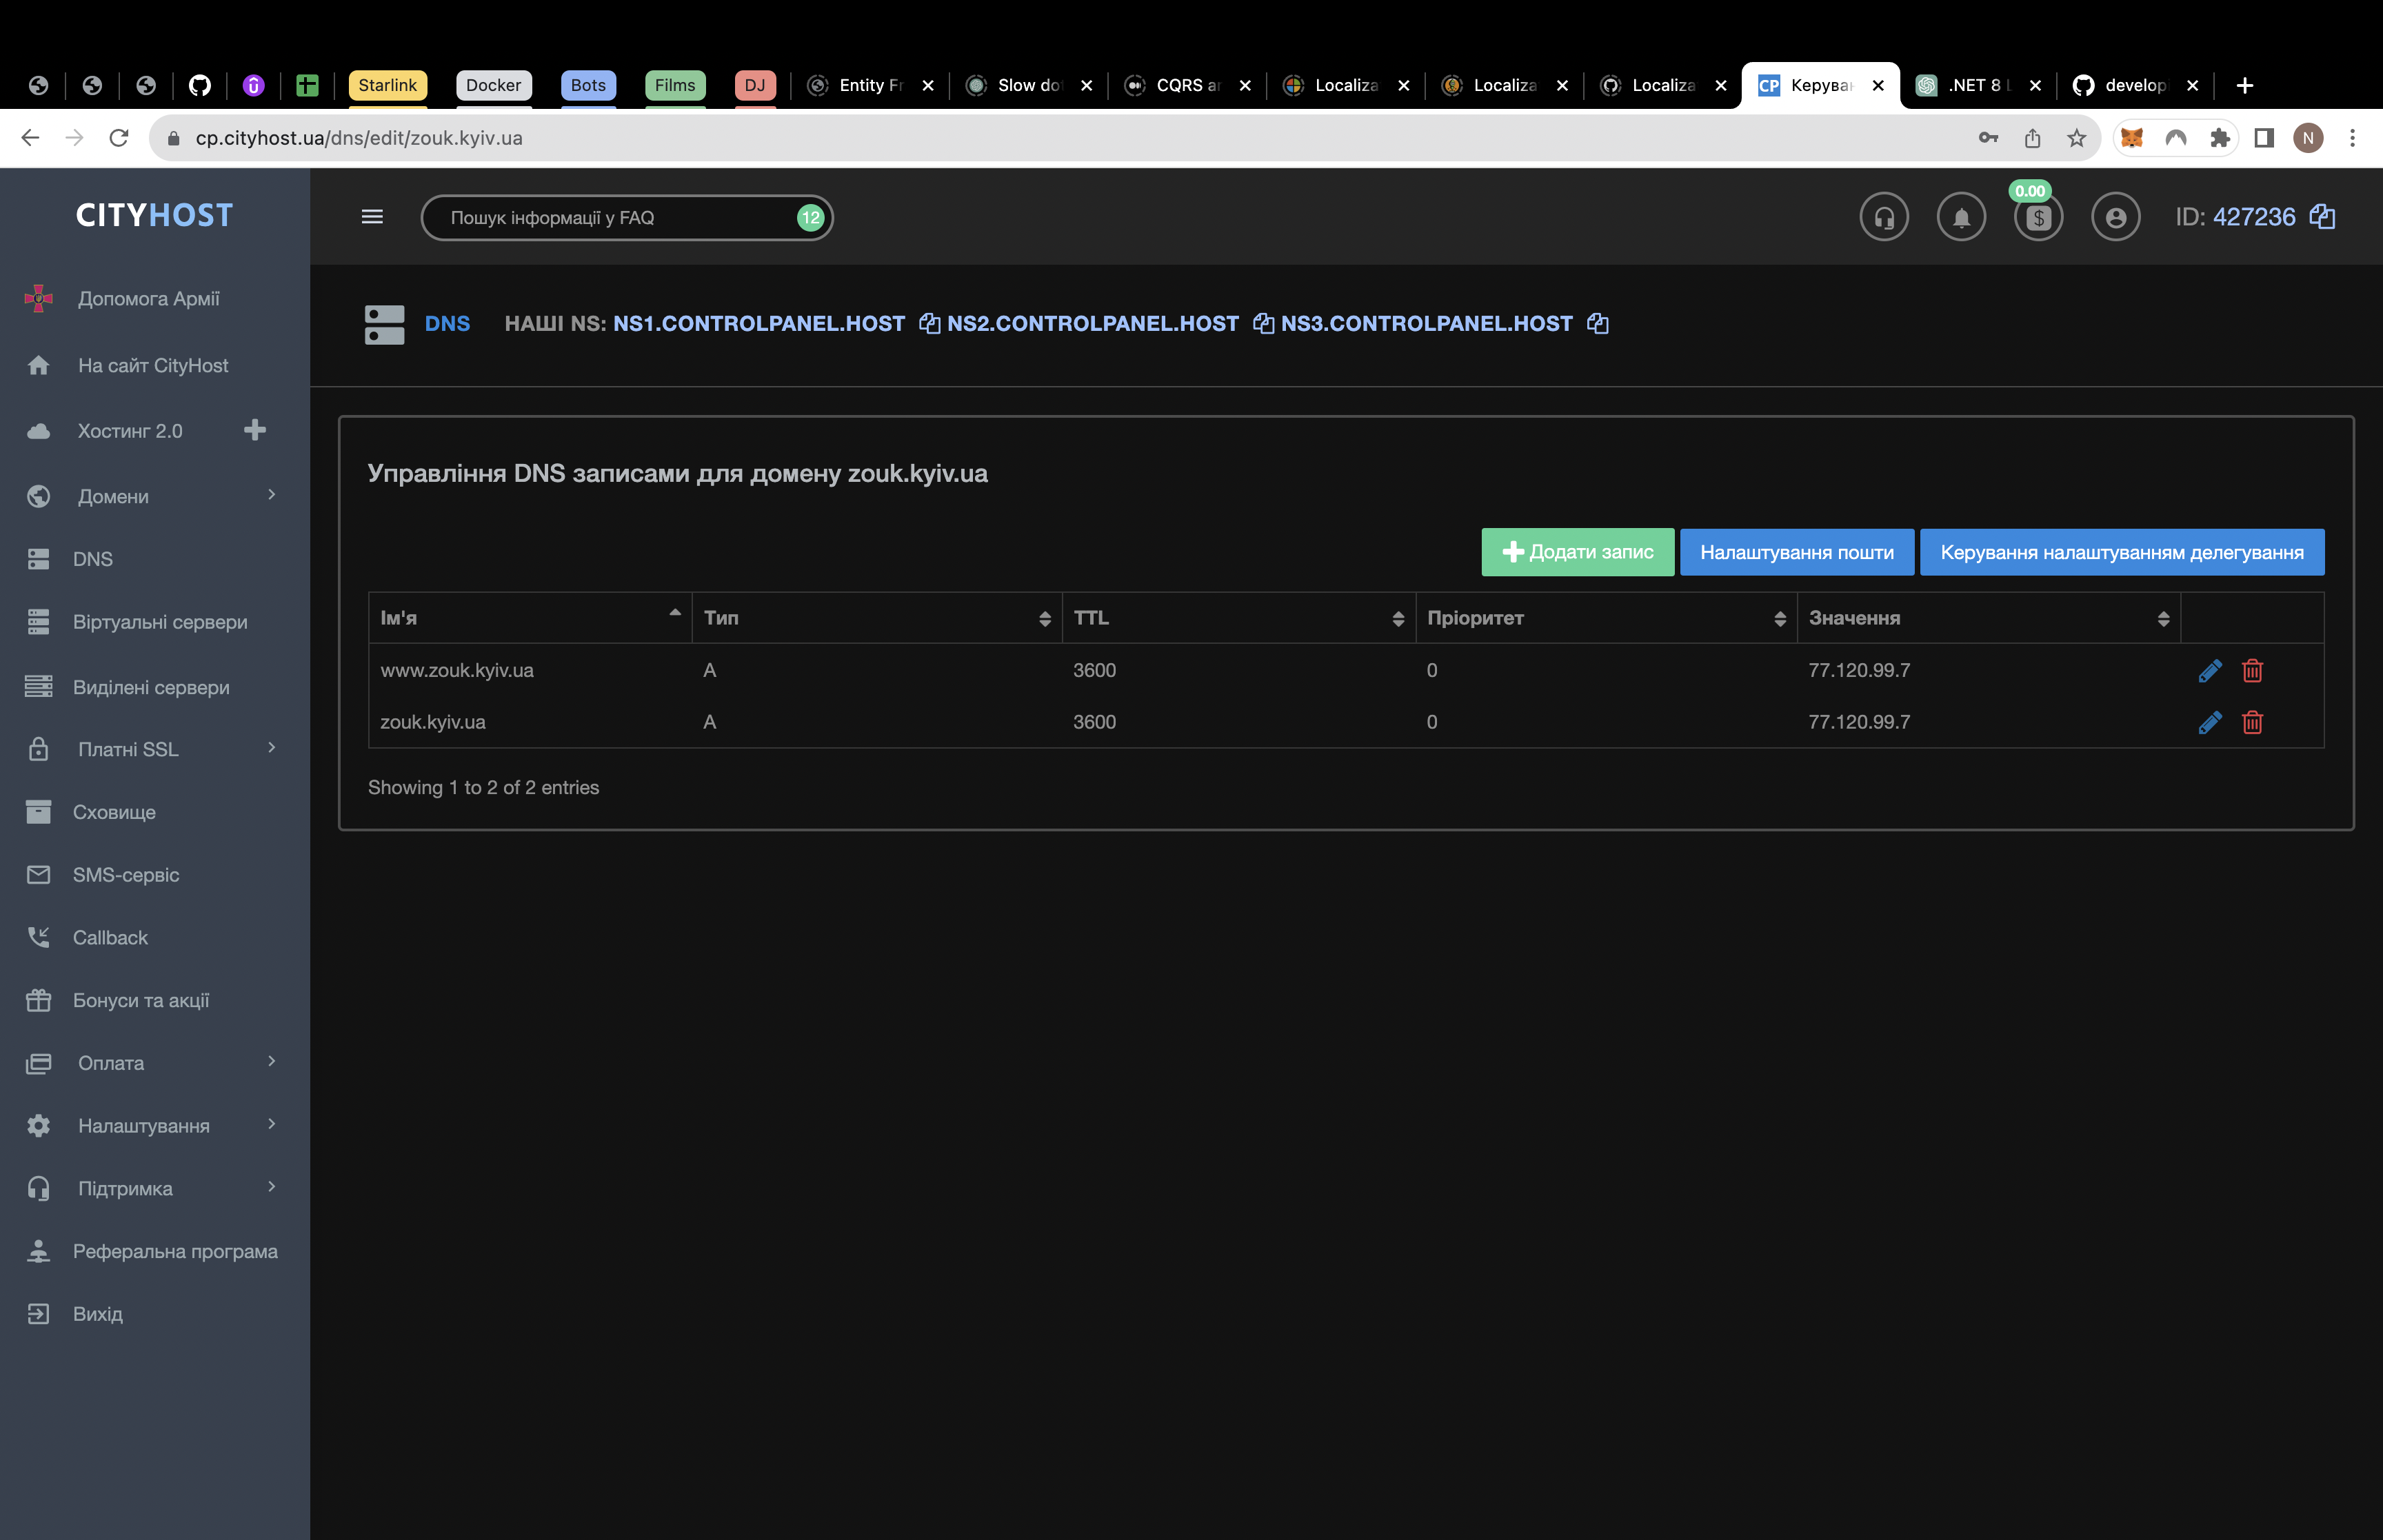 Starlink Docker Bots Films DJ Entity Fr Slow do CQRS ar Localiza Localiza Localiza CP Керуван .NET 8 L develop
cp.cityhost.ua/dns/edit/zouk.kyiv.ua N
CITYHOST
Пошук інформації у FAQ 12
0.00
ID: 427236
Допомога Армії
На сайт CityHost
Хостинг 2.0
Домени
DNS
Віртуальні сервери
Виділені сервери
Платні SSL
Сховище
SMS-сервіс
Callback
Бонуси та акції
Оплата
Налаштування
Підтримка
Реферальна програма
Вихід
DNS НАШІ NS: NS1.CONTROLPANEL.HOST NS2.CONTROLPANEL.HOST NS3.CONTROLPANEL.HOST
Управління DNS записами для домену zouk.kyiv.ua
Додати запис Налаштування пошти Керування налаштуванням делегування
Ім'я Тип TTL Пріоритет Значення
www.zouk.kyiv.ua A 3600 0 77.120.99.7
zouk.kyiv.ua A 3600 0 77.120.99.7
Showing 1 to 2 of 2 entries